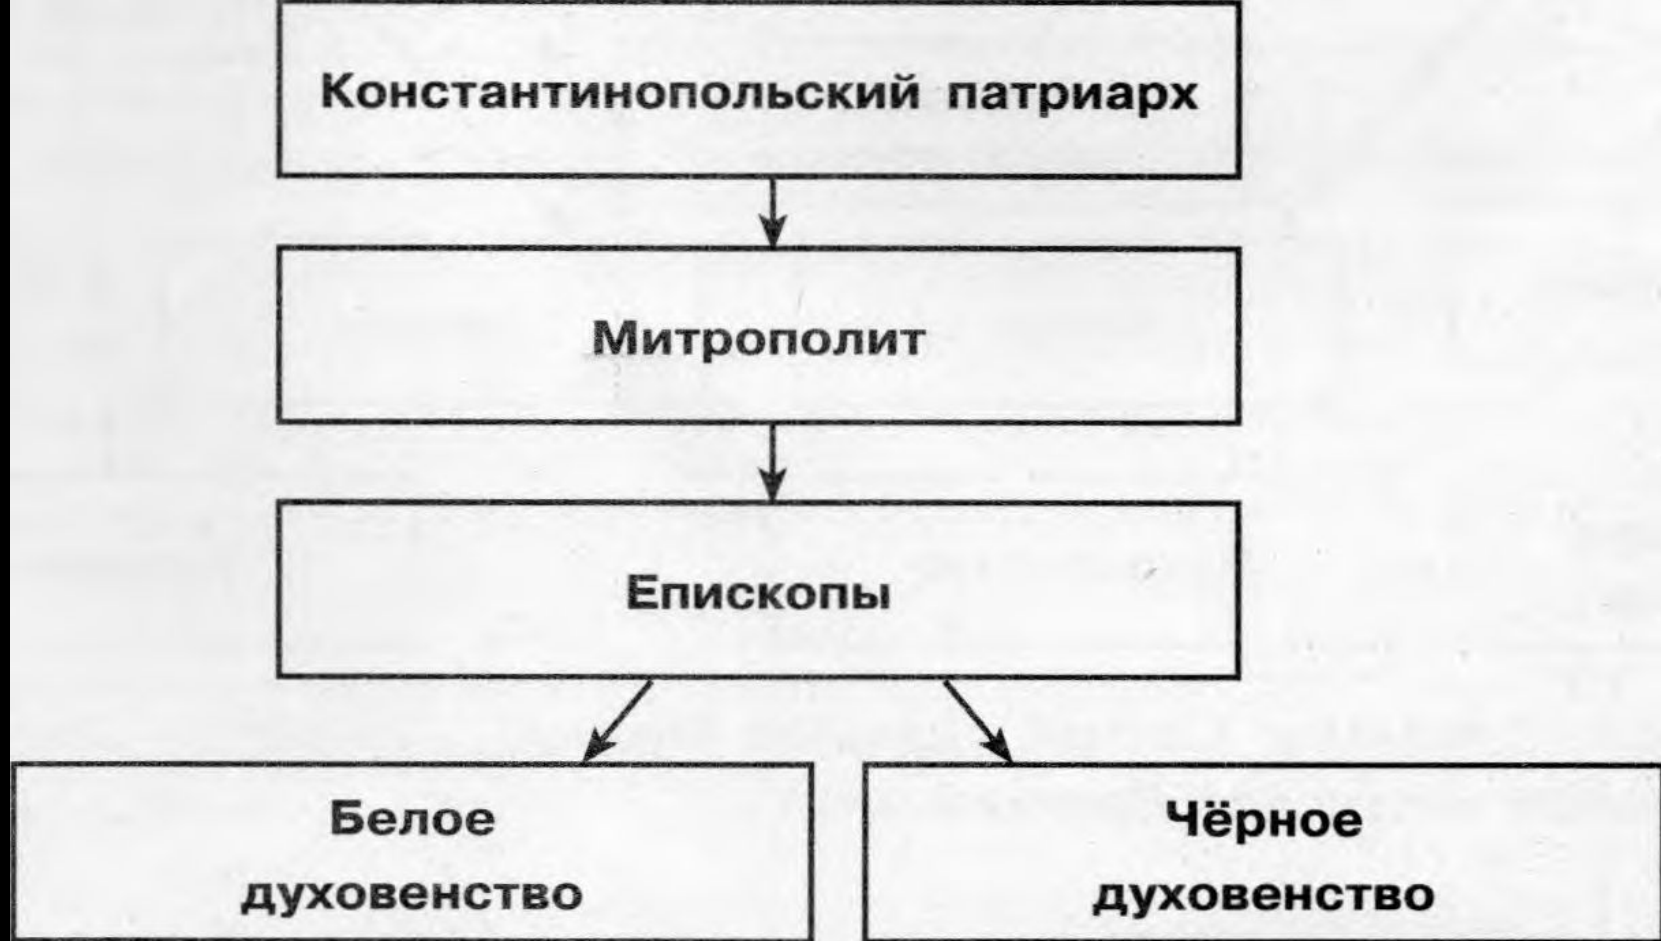 Константинопольский патриарх
Митрополит
Епископы
Белое
духовенство
Чёрное
духовенство